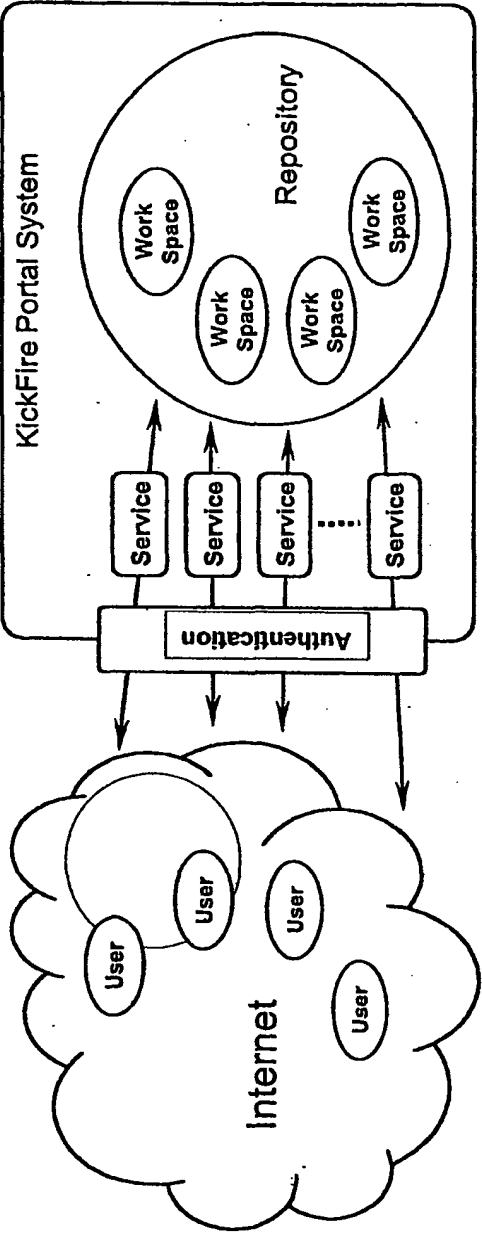 KickFire Portal System
Internet
User
User
User
User
Authentication
Service
Service
Service
Service
Work
Space
Work
Space
Work
Space
Work
Space
Repository